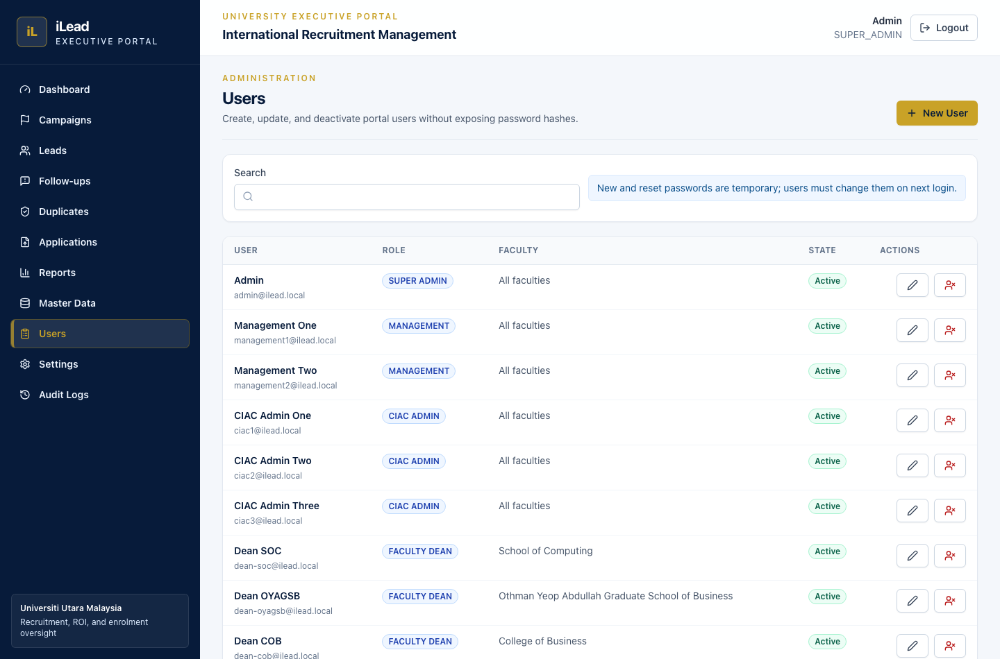 iL
iLead
EXECUTIVE PORTAL
Dashboard
Campaigns
Leads
Follow-ups
Duplicates
Applications
Reports
Master Data
Users
Settings
Audit Logs
Universiti Utara Malaysia
Recruitment, ROI, and enrolment
oversight
UNIVERSITY EXECUTIVE PORTAL
International Recruitment Management
Admin
SUPER_ADMIN
Logout
ADMINISTRATION
Users
Create, update, and deactivate portal users without exposing password hashes.
New User
Search
New and reset passwords are temporary; users must change them on next login.
USER ROLE FACULTY STATE ACTIONS
Admin SUPER ADMIN All faculties Active
admin@ilead.local
Management One MANAGEMENT All faculties Active
management1@ilead.local
Management Two MANAGEMENT All faculties Active
management2@ilead.local
CIAC Admin One CIAC ADMIN All faculties Active
ciac1@ilead.local
CIAC Admin Two CIAC ADMIN All faculties Active
ciac2@ilead.local
CIAC Admin Three CIAC ADMIN All faculties Active
ciac3@ilead.local
Dean SOC FACULTY DEAN School of Computing Active
dean-soc@ilead.local
Dean OYAGSB FACULTY DEAN Othman Yeop Abdullah Graduate School of Business Active
dean-oyagsb@ilead.local
Dean COB FACULTY DEAN College of Business Active
dean-cob@ilead.local